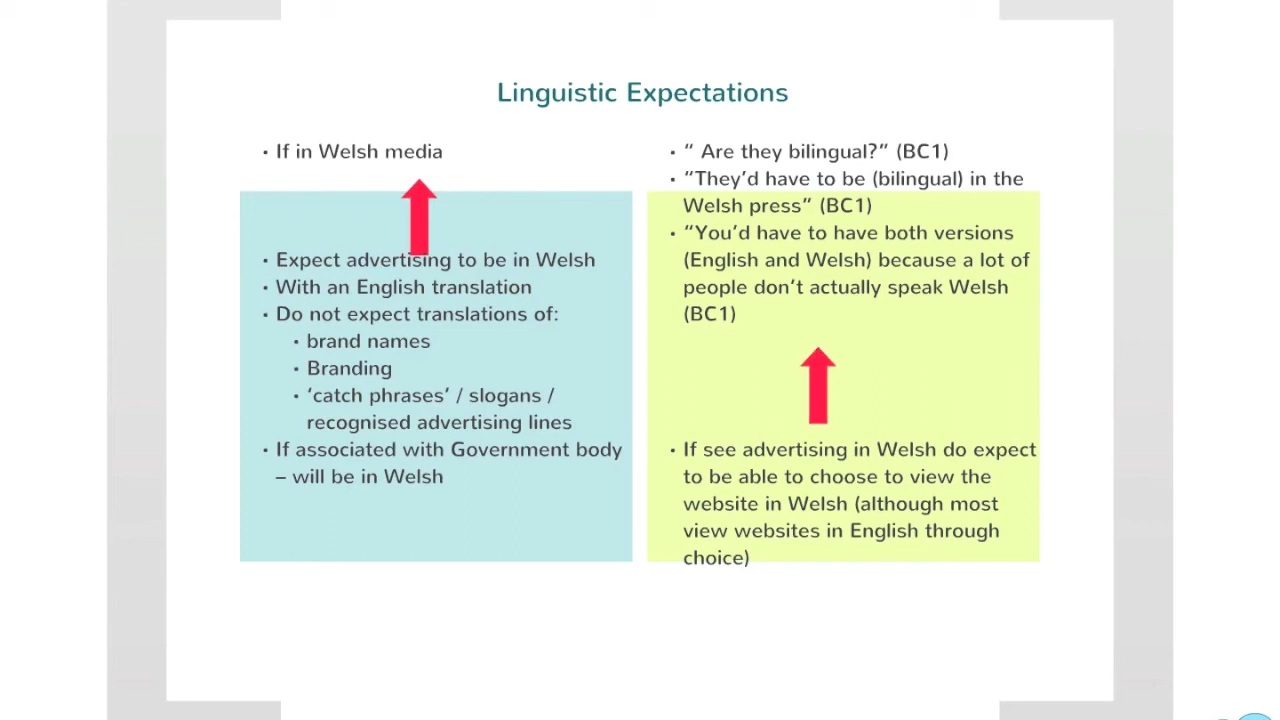 Linguistic Expectations
• If in Welsh media
• Expect advertising to be in Welsh
• With an English translation
• Do not expect translations of:
• brand names
• Branding
• ‘catch phrases’ / slogans /
recognised advertising lines
• If associated with Government body
– will be in Welsh
• “ Are they bilingual?” (BC1)
• “They’d have to be (bilingual) in the
Welsh press” (BC1)
• “You’d have to have both versions
(English and Welsh) because a lot of
people don’t actually speak Welsh
(BC1)
• If see advertising in Welsh do expect
to be able to choose to view the
website in Welsh (although most
view websites in English through
choice)